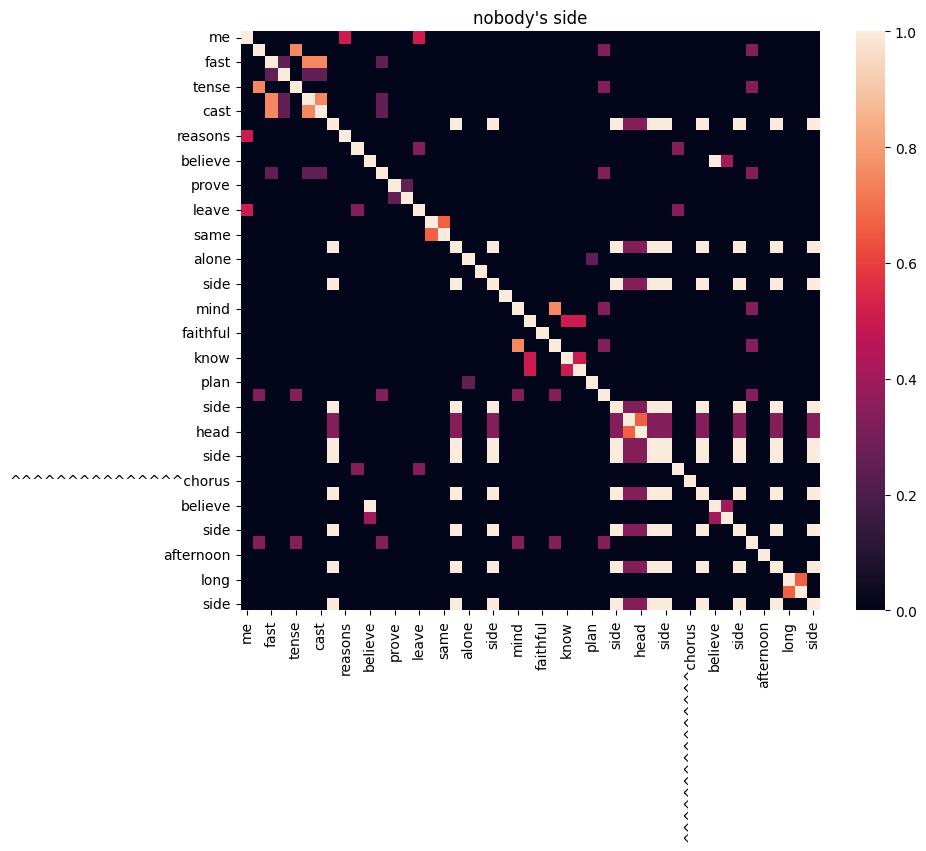 nobody's side
me
fast
tense
cast
reasons
believe
prove
leave
same
alone
side
mind
faithful
know
plan
side
head
side
^^^^^^^^^^^^^^^chorus
believe
side
afternoon
long
side
me
fast
tense
cast
reasons
believe
prove
leave
same
alone
side
mind
faithful
know
plan
side
head
side
^^^^^^^^^^^^^^^chorus
believe
side
afternoon
long
side
1.0
0.8
0.6
0.4
0.2
0.0